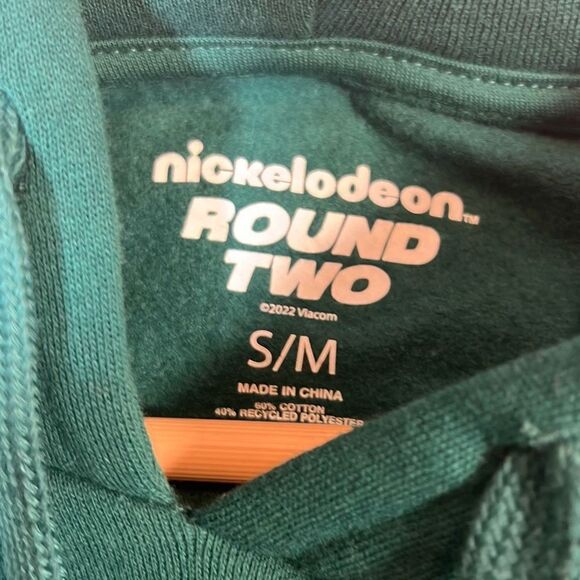 nickelodeon™
ROUND
TWO
©2022 Viacom
S/M
MADE IN CHINA
60% COTTON
40% RECYCLED POLYESTER